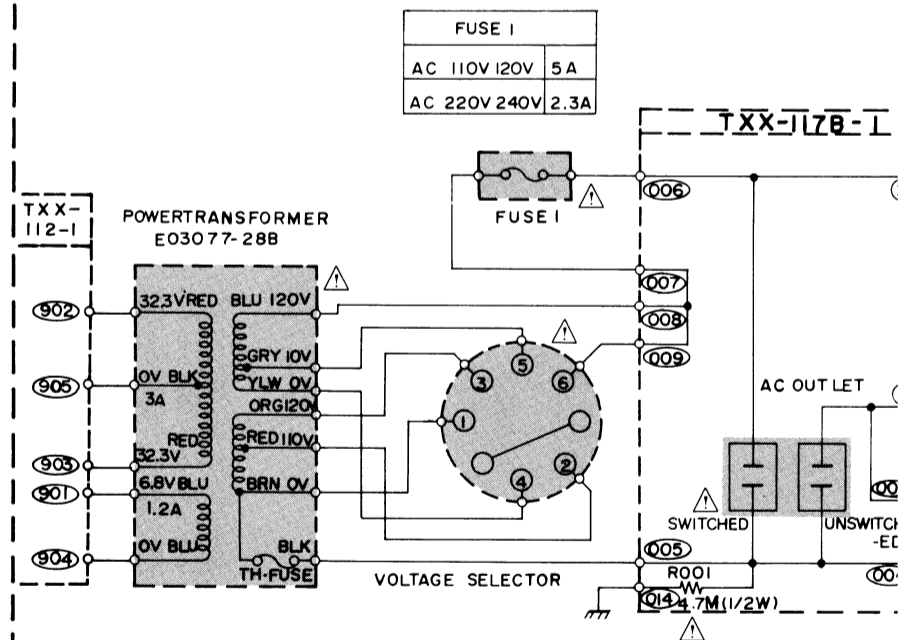 FUSE 1
AC 110V 120V 5A
AC 220V 240V 2.3A
TXX-117B-1
006
FUSE 1
TXX-
112-1
POWERTRANSFORMER
E03077-28B
007
902
32.3V RED
BLU 120V
008
GRY 10V
5
009
905
0V BLK
YLW 0V
3
6
AC OUTLET
3A
ORG 120V
1
RED
RED 110V
903
32.3V
2
901
6.8V BLU
BRN 0V
4
1.2A
SWITCHED
UNSWITCH
-ED
904
0V BLU
BLK
005
TH-FUSE
VOLTAGE SELECTOR
R001
014
4.7M(1/2W)